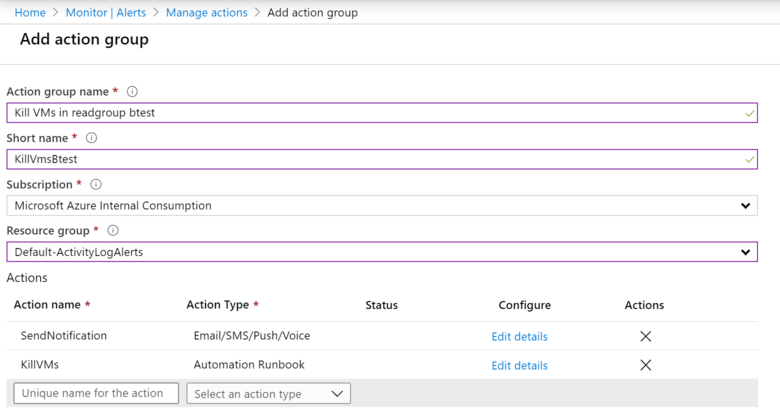 Home > Monitor | Alerts > Manage actions > Add action group
Add action group
Action group name *
Kill VMs in readgroup btest
Short name *
KillVmsBtest
Subscription *
Microsoft Azure Internal Consumption
Resource group *
Default-ActivityLogAlerts
Actions
Action name * Action Type * Status Configure Actions
SendNotification Email/SMS/Push/Voice Edit details
KillVMs Automation Runbook Edit details
Unique name for the action Select an action type